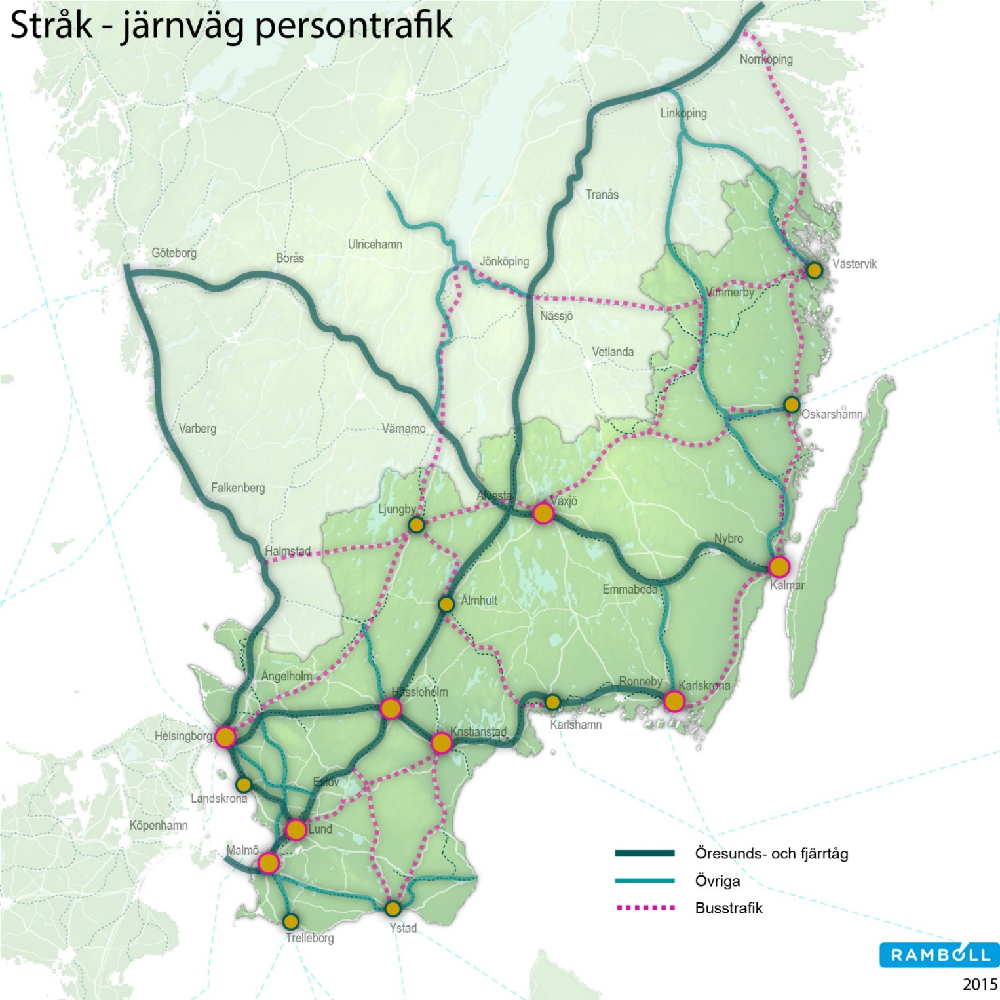 Stråk - järnväg persontrafik
Norrköping
Linköping
Tranås
Ulricehamn
Göteborg
Borås
Jönköping
Västervik
Vimmerby
Nässjö
Vetlanda
Oskarshamn
Varberg
Värnamo
Falkenberg
Alvesta
Växjö
Ljungby
Halmstad
Nybro
Kalmar
Emmaboda
Älmhult
Ängelholm
Hässleholm
Ronneby
Karlskrona
Karlshamn
Kristianstad
Helsingborg
Eslöv
Landskrona
Köpenhamn
Lund
Malmö
Ystad
Trelleborg
Öresunds- och fjärrtåg
Övriga
Busstrafik
RAMBOLL
2015